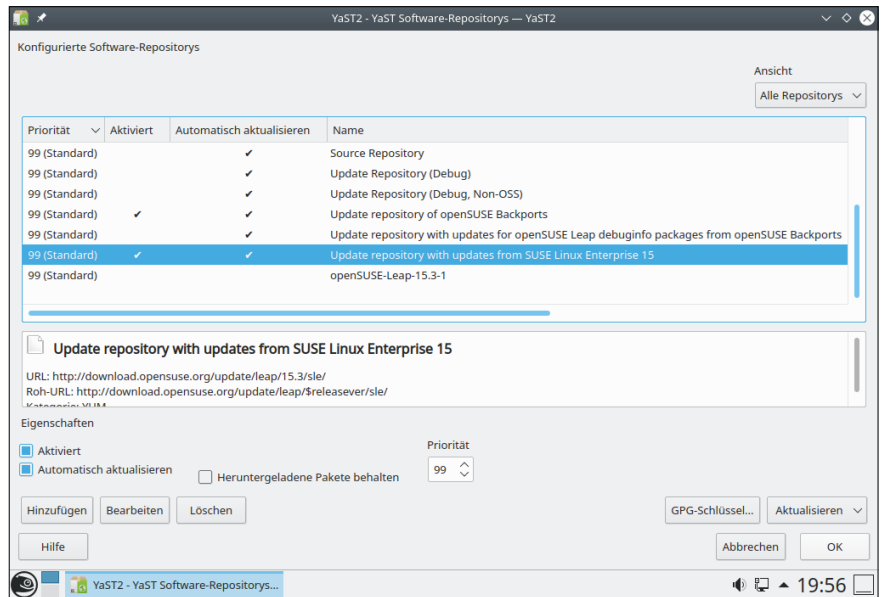 YaST2 - YaST Software-Repositorys — YaST2
Konfigurierte Software-Repositorys
Ansicht
Alle Repositorys
Priorität Aktiviert Automatisch aktualisieren Name
99 (Standard) ✔ Source Repository
99 (Standard) ✔ Update Repository (Debug)
99 (Standard) ✔ Update Repository (Debug, Non-OSS)
99 (Standard) ✔ ✔ Update repository of openSUSE Backports
99 (Standard) ✔ Update repository with updates for openSUSE Leap debuginfo packages from openSUSE Backports
99 (Standard) ✔ ✔ Update repository with updates from SUSE Linux Enterprise 15
99 (Standard) openSUSE-Leap-15.3-1
Update repository with updates from SUSE Linux Enterprise 15
URL: http://download.opensuse.org/update/leap/15.3/sle/
Roh-URL: http://download.opensuse.org/update/leap/$releasever/sle/
Kategorie: YUM
Eigenschaften
Aktiviert
Automatisch aktualisieren
Heruntergeladene Pakete behalten
Priorität
99
Hinzufügen Bearbeiten Löschen GPG-Schlüssel... Aktualisieren
Hilfe Abbrechen OK
YaST2 - YaST Software-Repositorys... 19:56